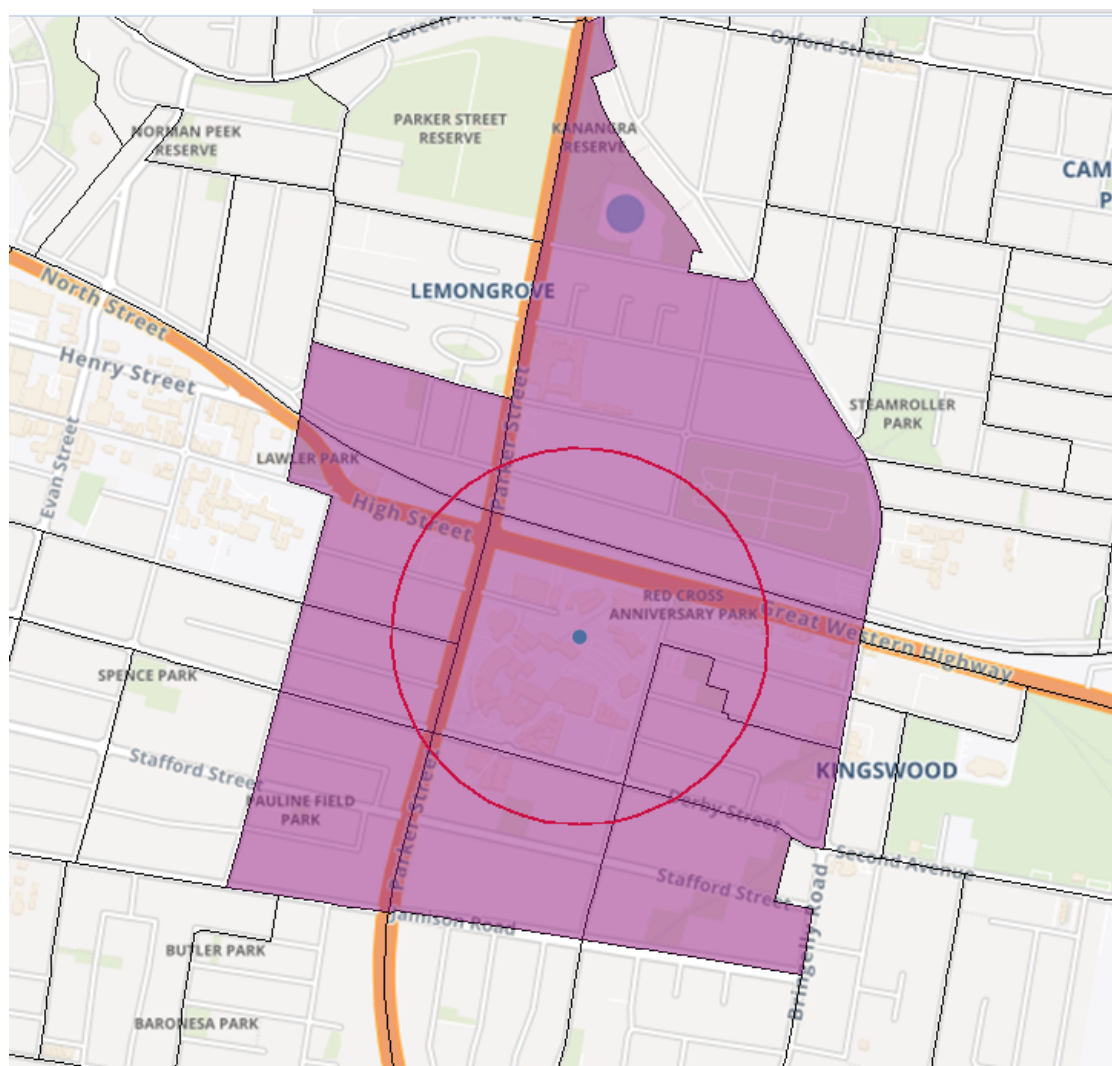 Coreen Avenue
Oxford Street
PARKER STREET
RESERVE
KANANGRA
RESERVE
NORMAN PEEK
RESERVE
CAM
P
North Street
LEMONGROVE
Henry Street
Parker Street
STEAMROLLER
PARK
Evan Street
LAWLER PARK
High Street
RED CROSS
ANNIVERSARY PARK
Great Western Highway
SPENCE PARK
Stafford Street
KINGSWOOD
PAULINE FIELD
PARK
Parker Street
Derby Street
Second Avenue
Stafford Street
Jamison Road
Bringelly Road
BUTLER PARK
BARONESA PARK